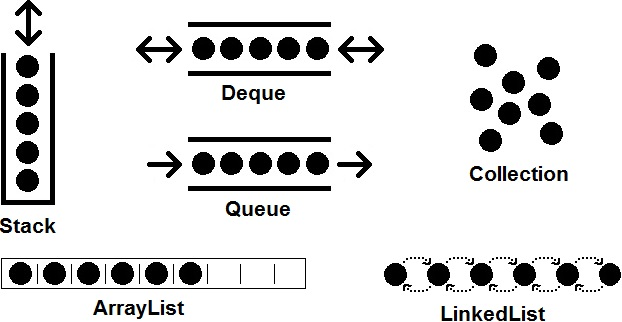 Deque
Collection
Queue
Stack
ArrayList
LinkedList